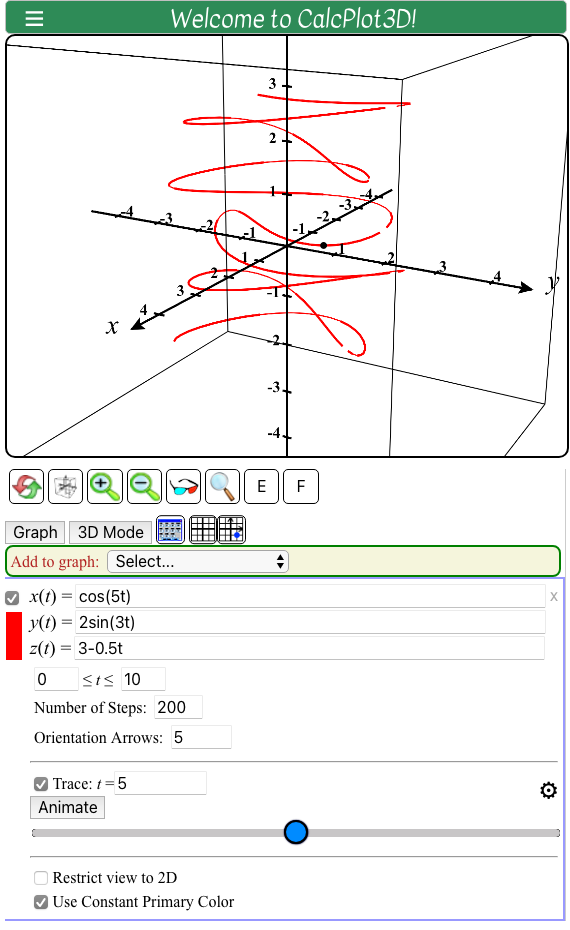 Welcome to CalcPlot3D!
3
2
1
-4
-3
-2
-1
-4
-3
-2
-1
1
2
3
4
1
2
3
4
-1
-2
-3
-4
x
y
E
F
Graph
3D Mode
Add to graph: Select...
x(t) = cos(5t) x
y(t) = 2sin(3t)
z(t) = 3-0.5t
0 ≤ t ≤ 10
Number of Steps: 200
Orientation Arrows: 5
Trace: t = 5
Animate
Restrict view to 2D
Use Constant Primary Color